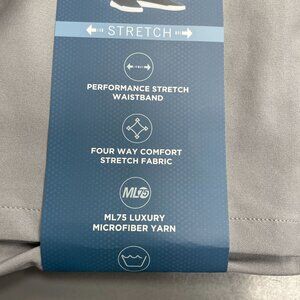 STRETCH
PERFORMANCE STRETCH
WAISTBAND
FOUR WAY COMFORT
STRETCH FABRIC
ML75
ML75 LUXURY
MICROFIBER YARN